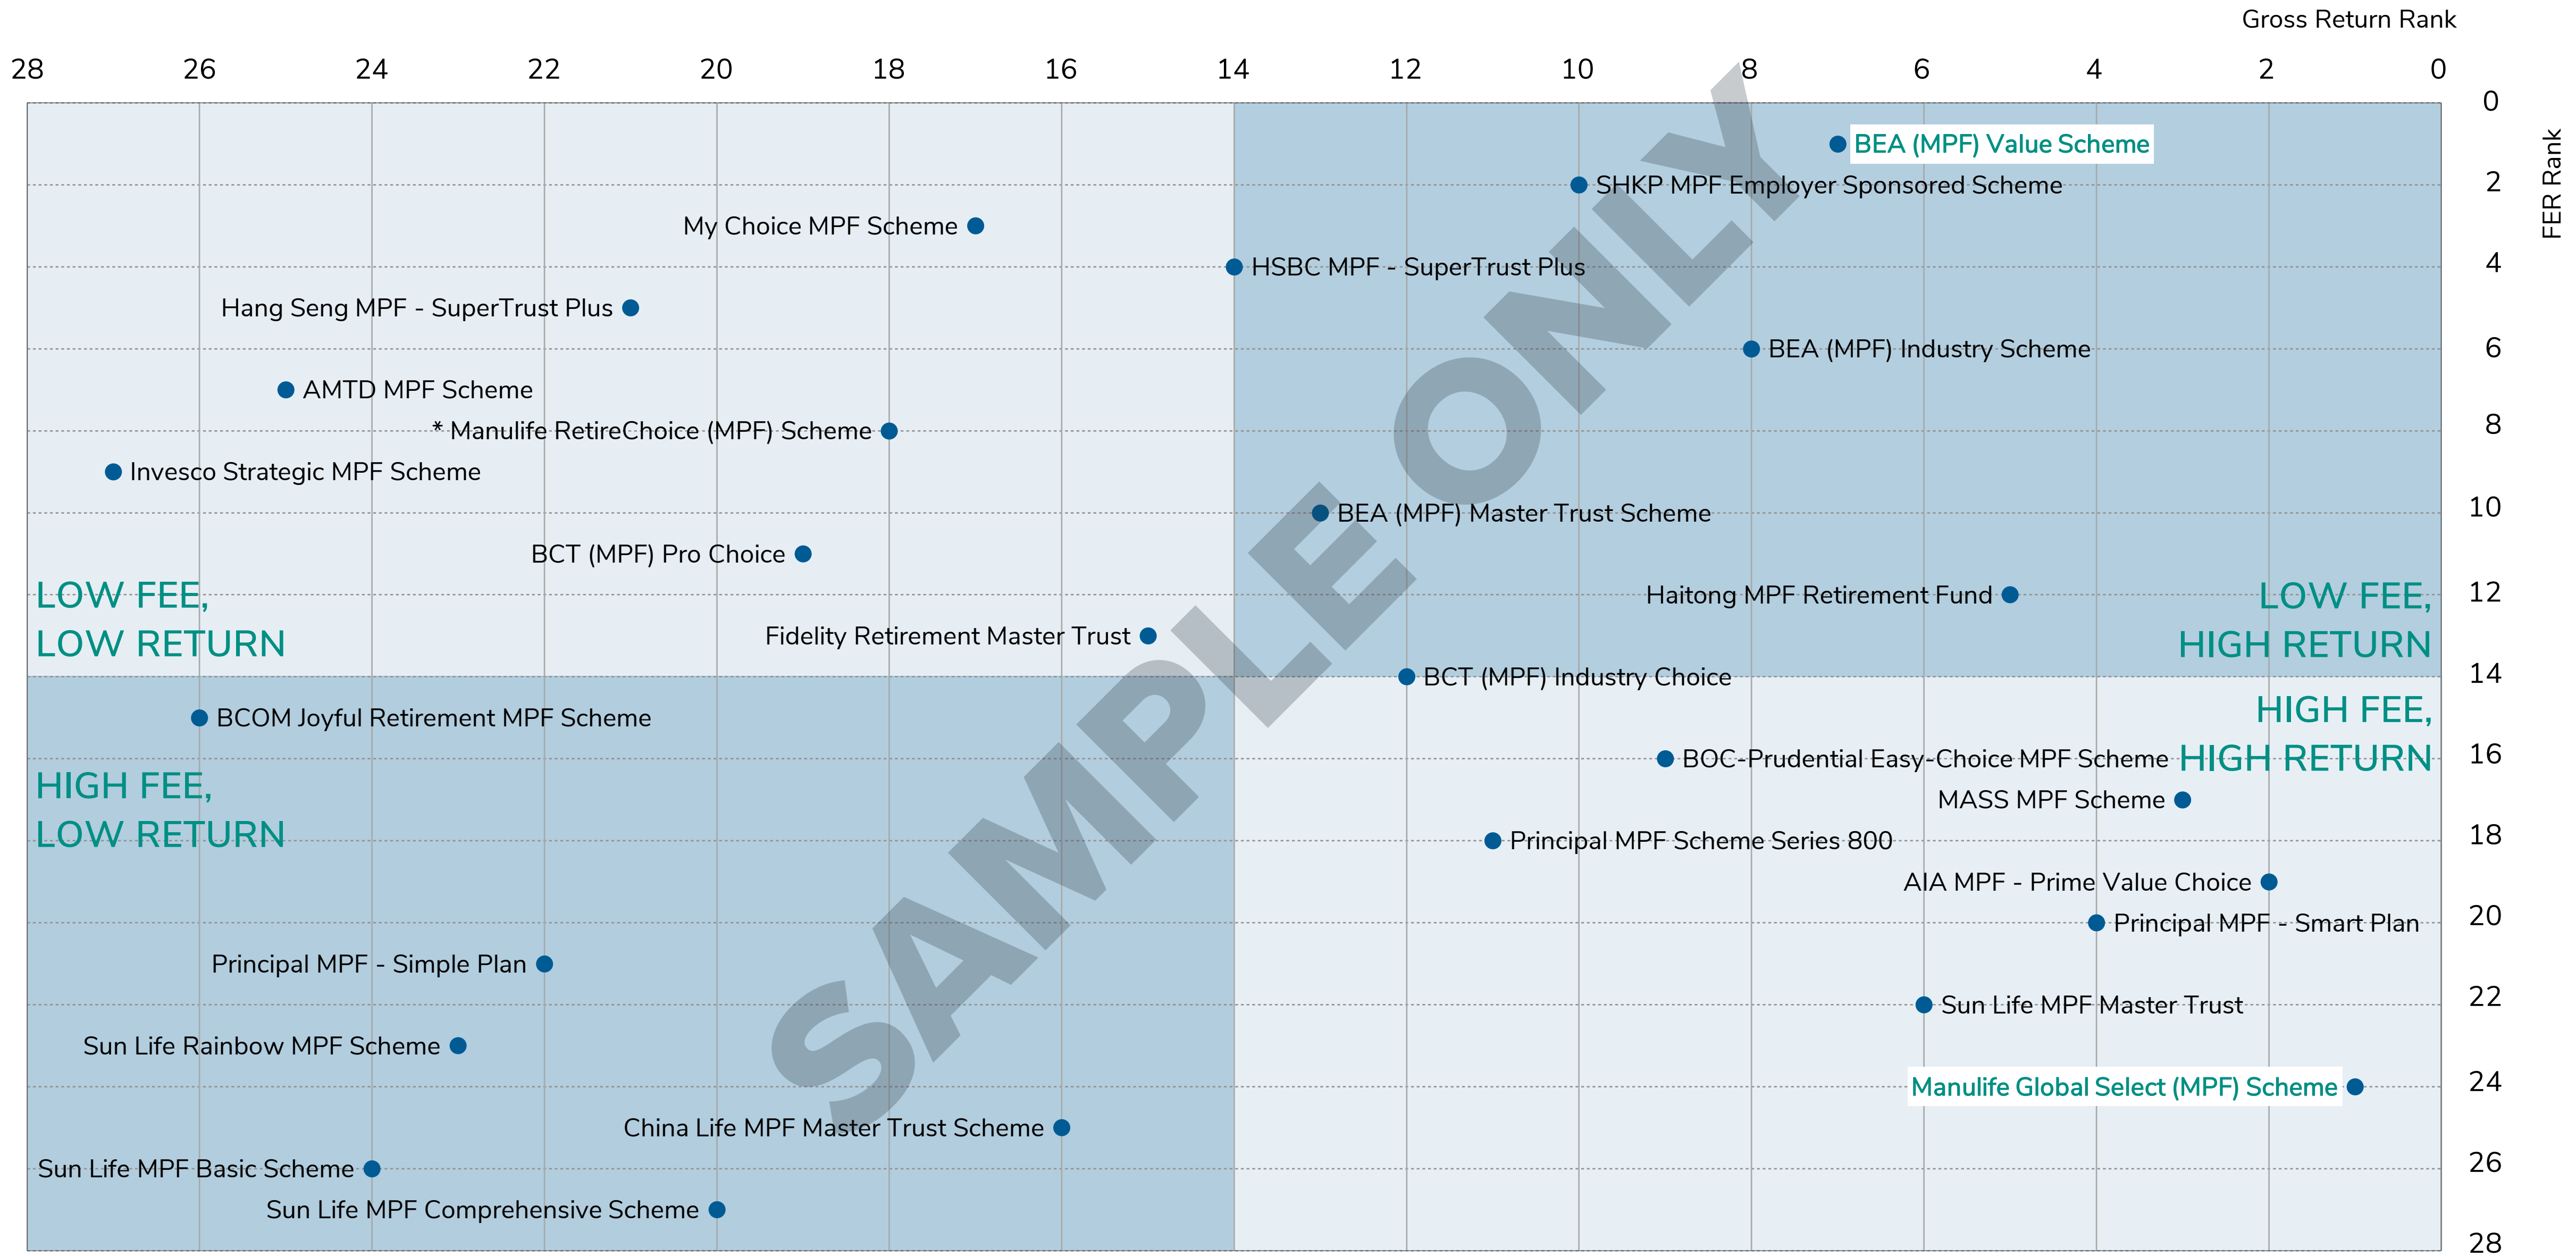 Gross Return Rank
28 26 24 22 20 18 16 14 12 10 8 6 4 2 0
0
FER Rank
BEA (MPF) Value Scheme
SHKP MPF Employer Sponsored Scheme
2
My Choice MPF Scheme
HSBC MPF - SuperTrust Plus
4
Hang Seng MPF - SuperTrust Plus
BEA (MPF) Industry Scheme
6
AMTD MPF Scheme
* Manulife RetireChoice (MPF) Scheme
8
Invesco Strategic MPF Scheme
BEA (MPF) Master Trust Scheme
10
BCT (MPF) Pro Choice
LOW FEE,
LOW RETURN
Haitong MPF Retirement Fund
LOW FEE,
HIGH RETURN
12
Fidelity Retirement Master Trust
BCT (MPF) Industry Choice
14
BCOM Joyful Retirement MPF Scheme
HIGH FEE,
HIGH RETURN
BOC-Prudential Easy-Choice MPF Scheme
16
HIGH FEE,
LOW RETURN
MASS MPF Scheme
Principal MPF Scheme Series 800
18
AIA MPF - Prime Value Choice
Principal MPF - Smart Plan
20
Principal MPF - Simple Plan
Sun Life MPF Master Trust
22
Sun Life Rainbow MPF Scheme
Manulife Global Select (MPF) Scheme
24
China Life MPF Master Trust Scheme
Sun Life MPF Basic Scheme
26
Sun Life MPF Comprehensive Scheme
28
SAMPLE ONLY